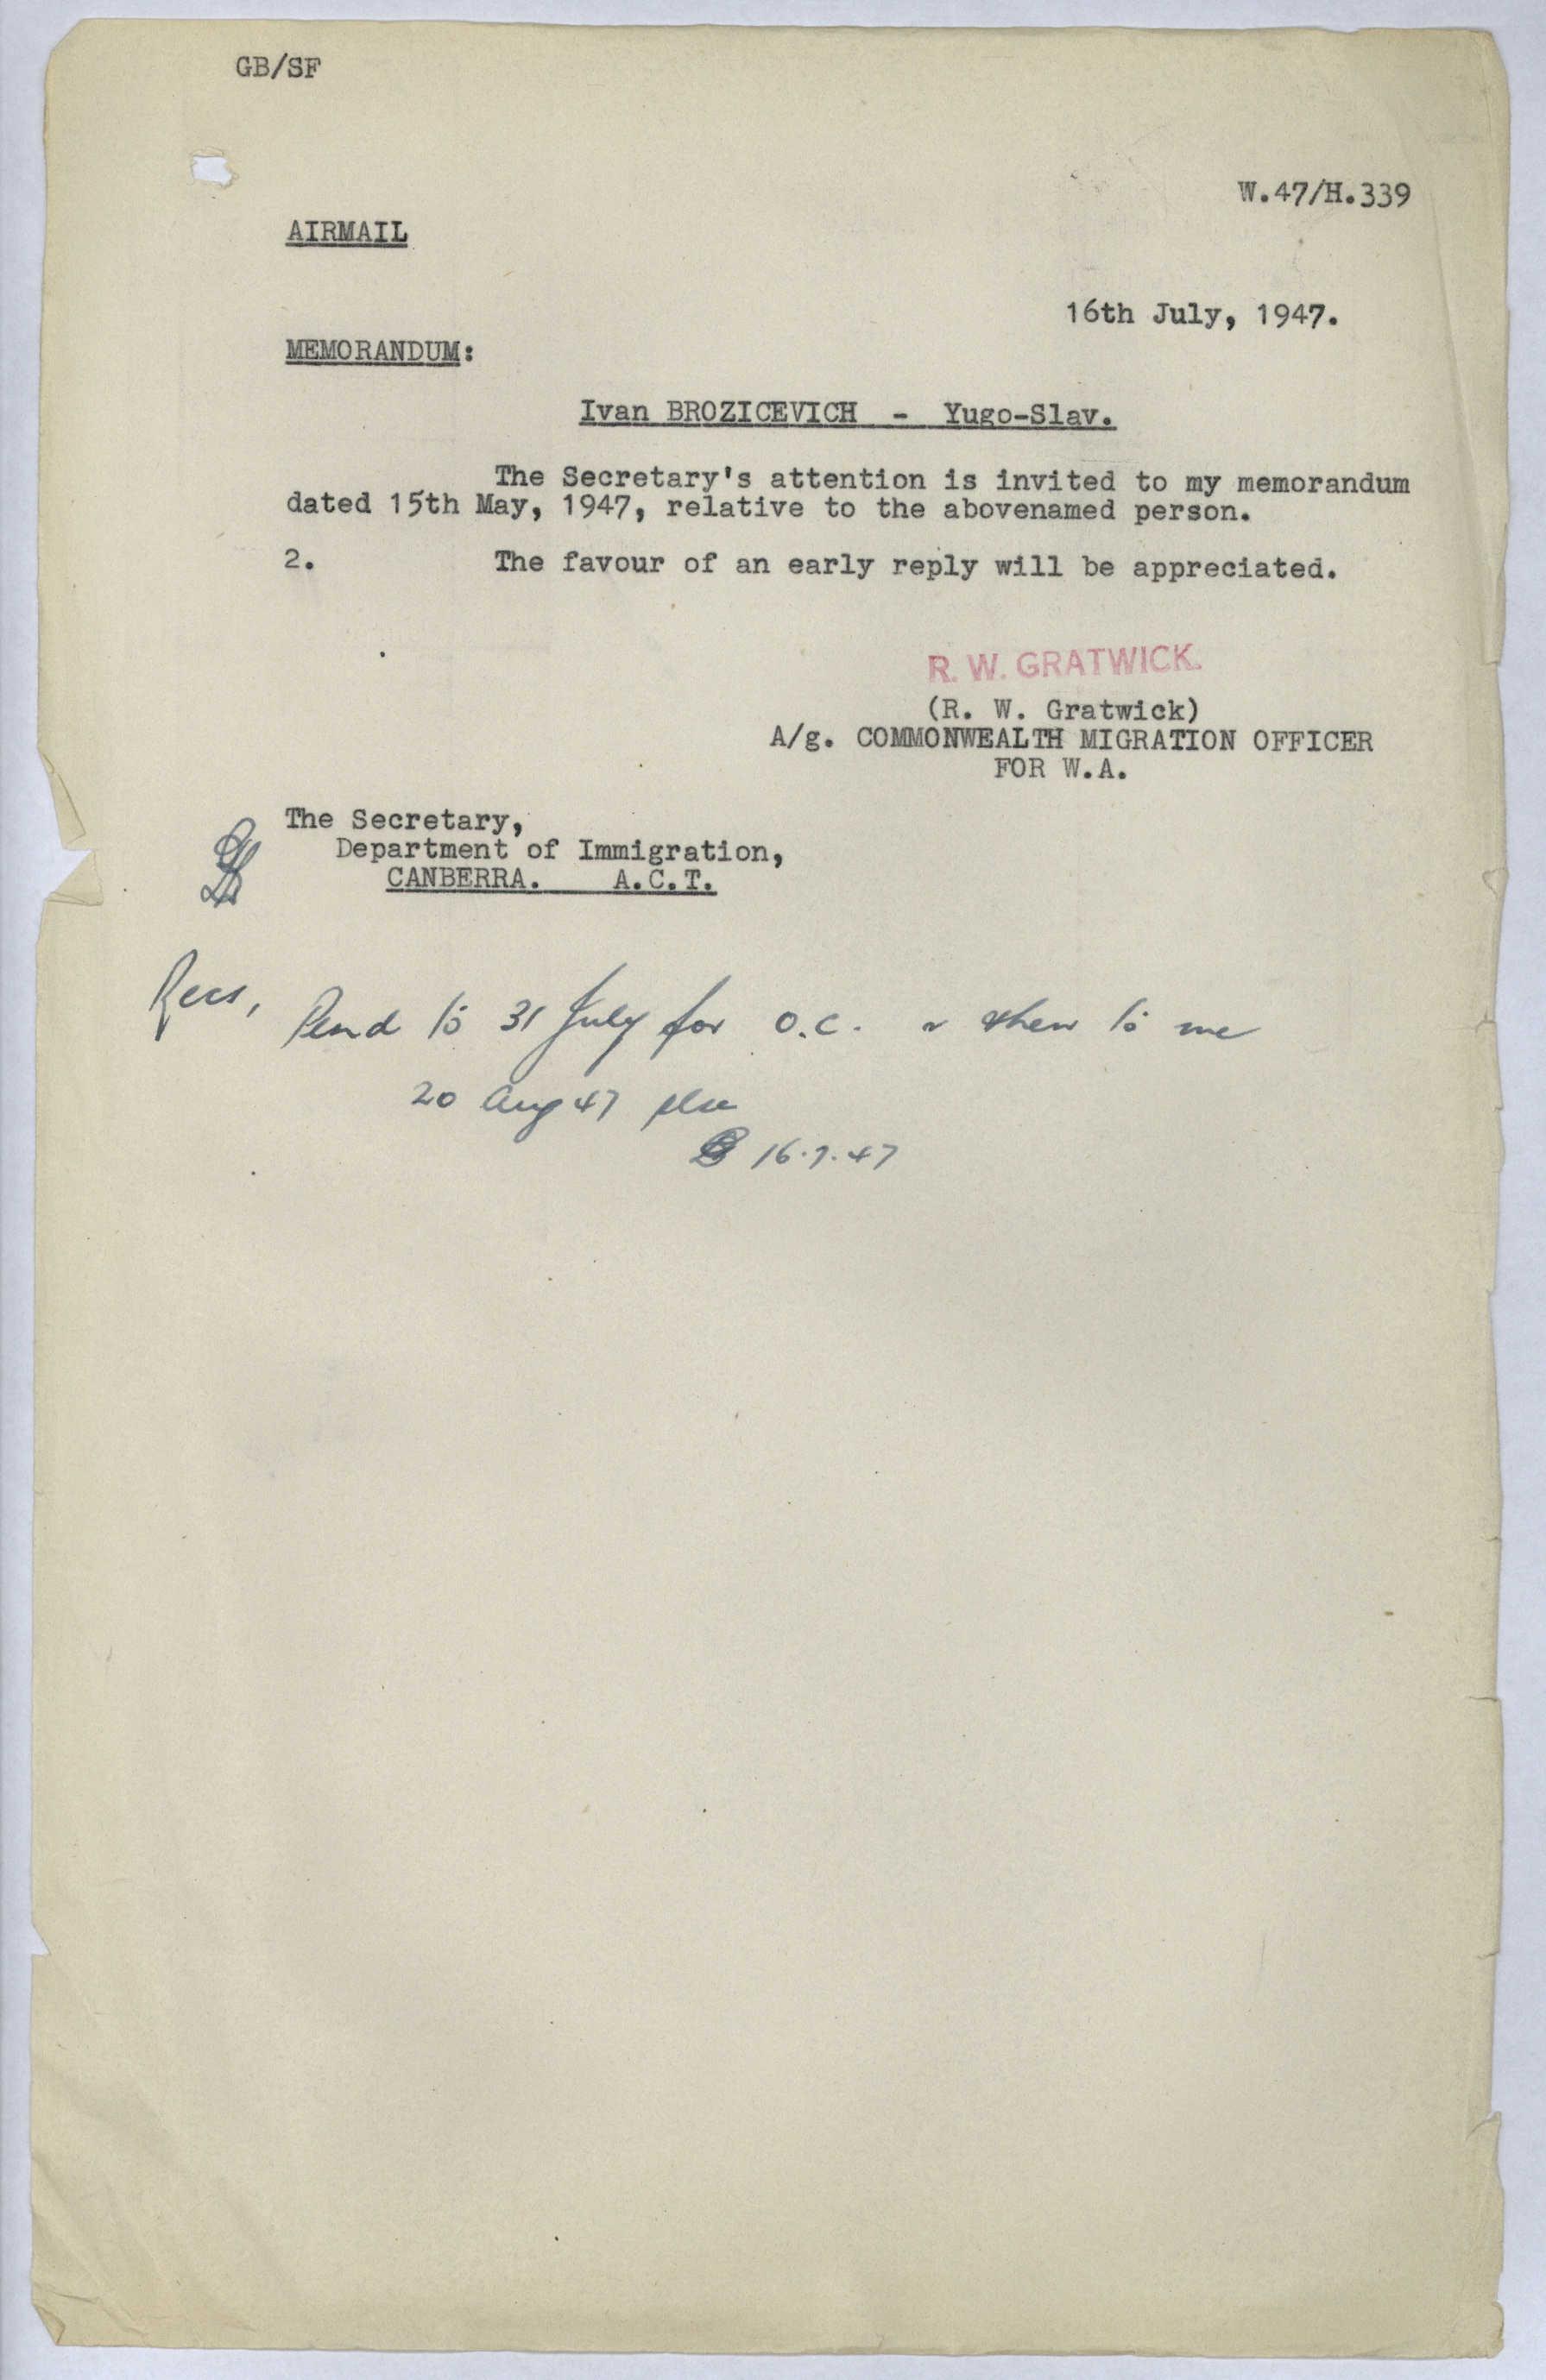 GB/SF
W.47/H.339
AIRMAIL
16th July, 1947.
MEMORANDUM:
Ivan BROZICEVICH - Yugo-Slav.
The Secretary's attention is invited to my memorandum
dated 15th May, 1947, relative to the abovenamed person.
2. The favour of an early reply will be appreciated.
R. W. GRATWICK.
(R. W. Gratwick)
A/g. COMMONWEALTH MIGRATION OFFICER
FOR W.A.
The Secretary,
Department of Immigration,
CANBERRA. A.C.T.
Recs, Pend to 31 July for O.C. then to me
20 Aug 47 plse
16.7.47